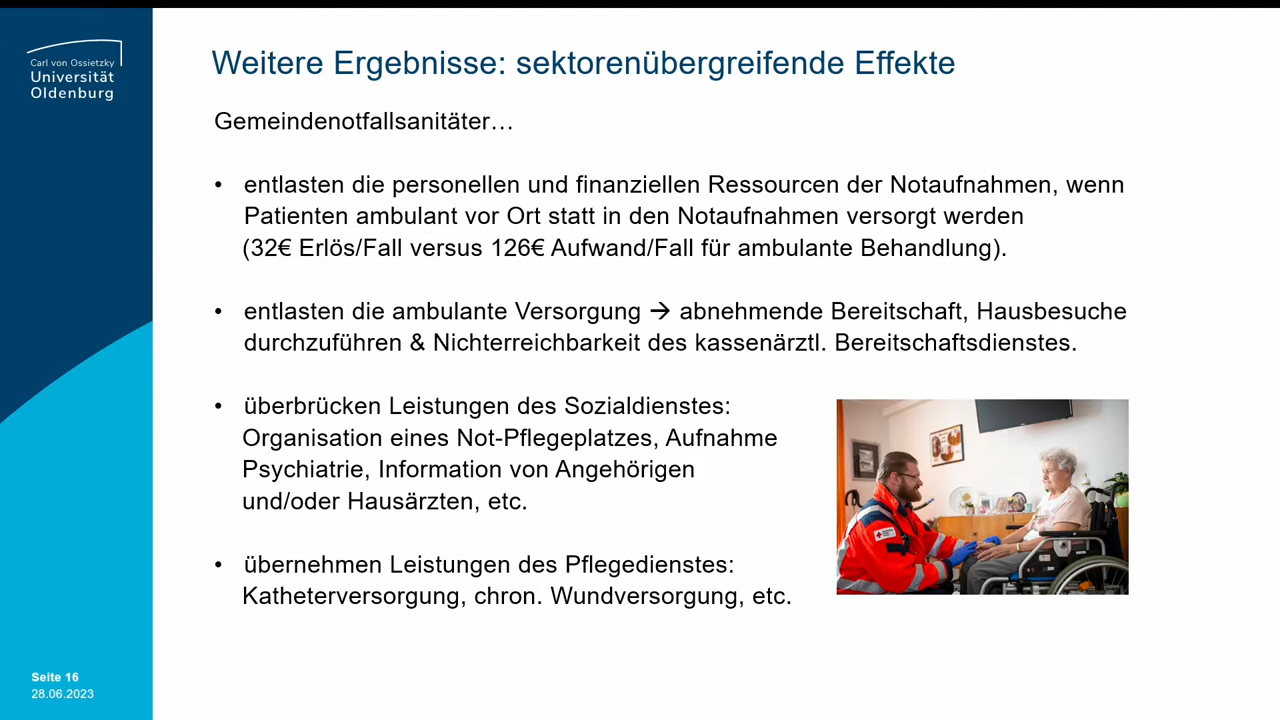 Carl von Ossietzky
Universität
Oldenburg
Weitere Ergebnisse: sektorenübergreifende Effekte
Gemeindenotfallsanitäter…
• entlasten die personellen und finanziellen Ressourcen der Notaufnahmen, wenn
Patienten ambulant vor Ort statt in den Notaufnahmen versorgt werden
(32€ Erlös/Fall versus 126€ Aufwand/Fall für ambulante Behandlung).
• entlasten die ambulante Versorgung → abnehmende Bereitschaft, Hausbesuche
durchzuführen & Nichterreichbarkeit des kassenärztl. Bereitschaftsdienstes.
• überbrücken Leistungen des Sozialdienstes:
Organisation eines Not-Pflegeplatzes, Aufnahme
Psychiatrie, Information von Angehörigen
und/oder Hausärzten, etc.
• übernehmen Leistungen des Pflegedienstes:
Katheterversorgung, chron. Wundversorgung, etc.
Seite 16
28.06.2023